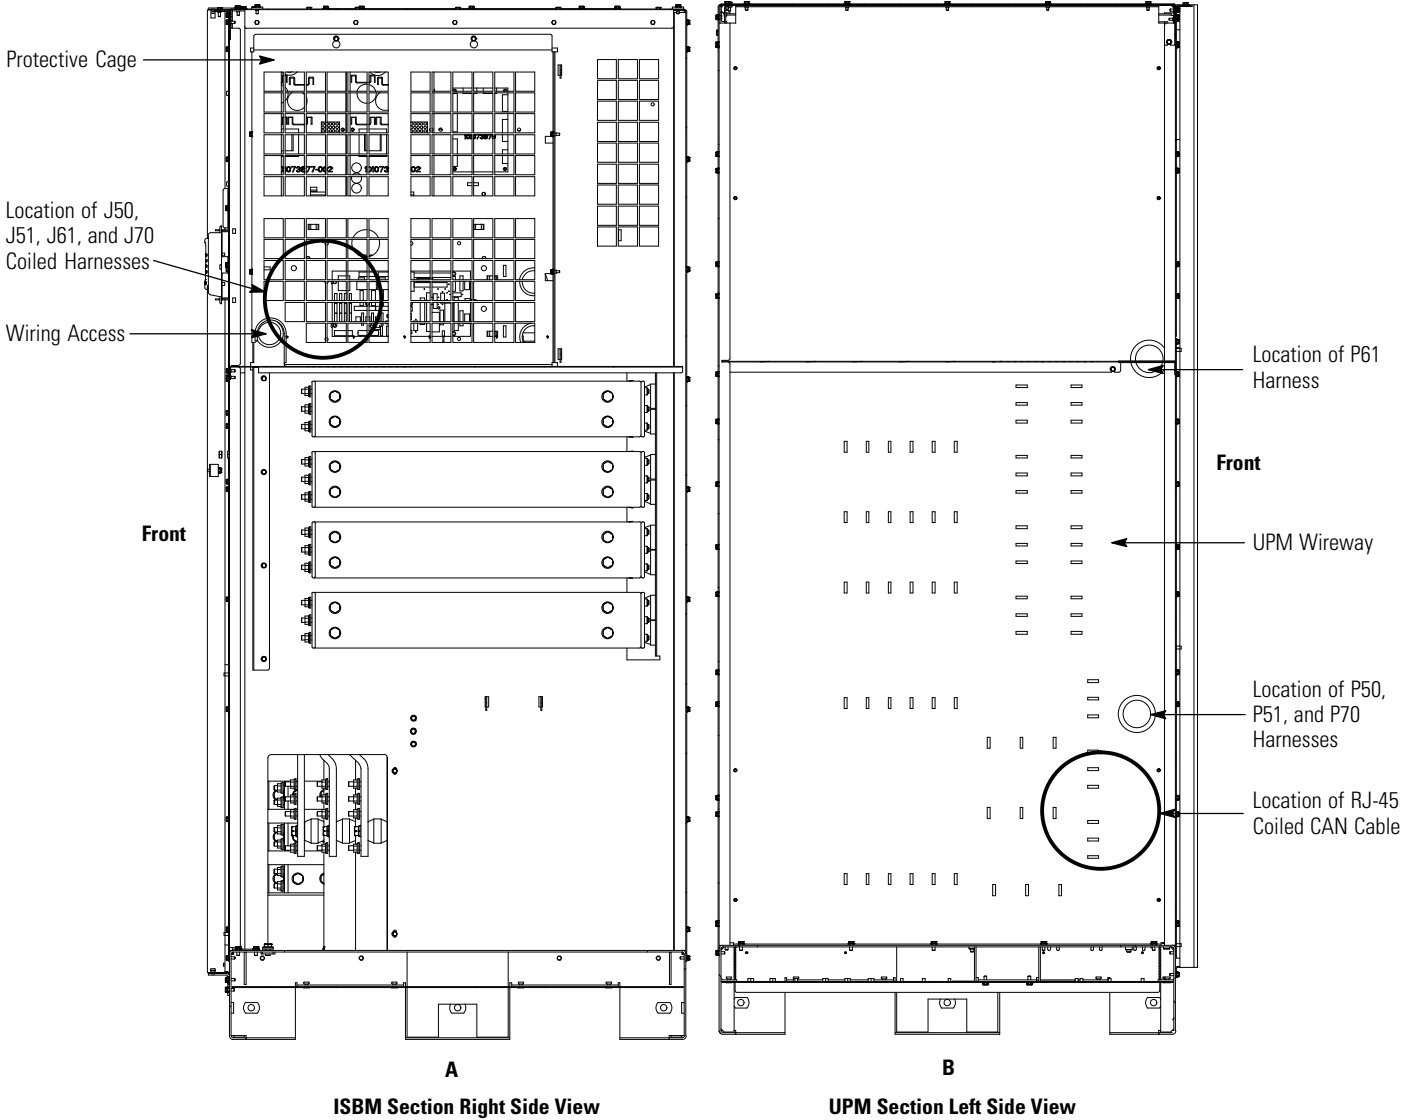 Protective Cage
Location of J50,
J51, J61, and J70
Coiled Harnesses
Wiring Access
Front
A
ISBM Section Right Side View
Location of P61
Harness
Front
UPM Wireway
Location of P50,
P51, and P70
Harnesses
Location of RJ-45
Coiled CAN Cable
B
UPM Section Left Side View